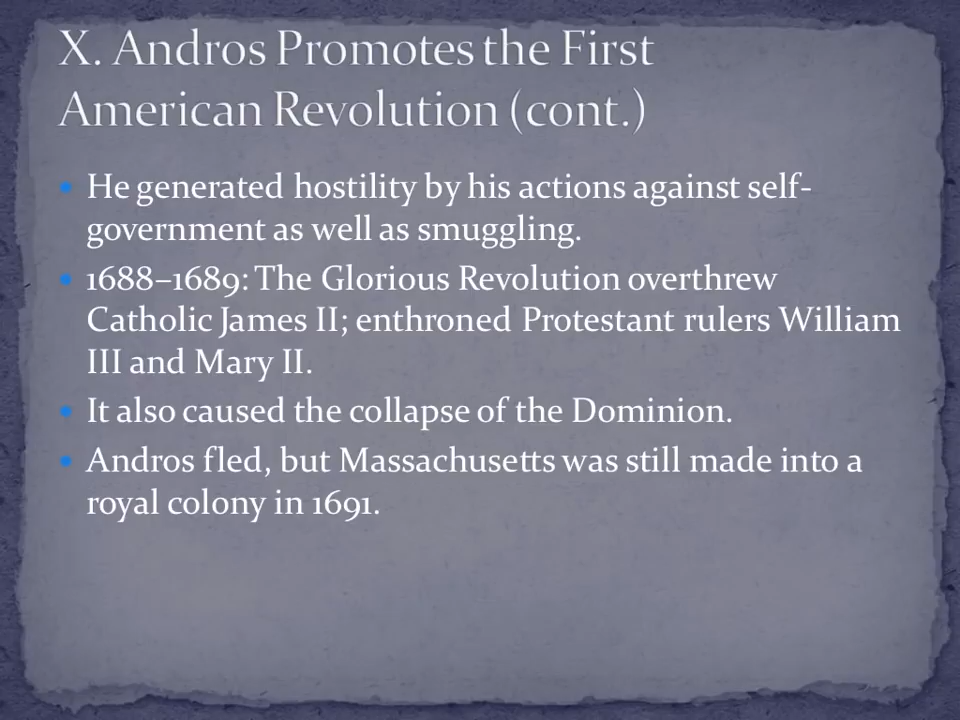 X. Andros Promotes the First
American Revolution (cont.)
• He generated hostility by his actions against self-
government as well as smuggling.
• 1688–1689: The Glorious Revolution overthrew
Catholic James II; enthroned Protestant rulers William
III and Mary II.
• It also caused the collapse of the Dominion.
• Andros fled, but Massachusetts was still made into a
royal colony in 1691.